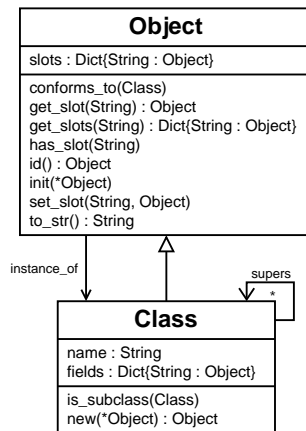 Object
slots : Dict{String : Object}
conforms_to(Class)
get_slot(String) : Object
get_slots(String) : Dict{String : Object}
has_slot(String)
id() : Object
init(*Object)
set_slot(String, Object)
to_str() : String
instance_of
supers
*
Class
name : String
fields : Dict{String : Object}
is_subclass(Class)
new(*Object) : Object